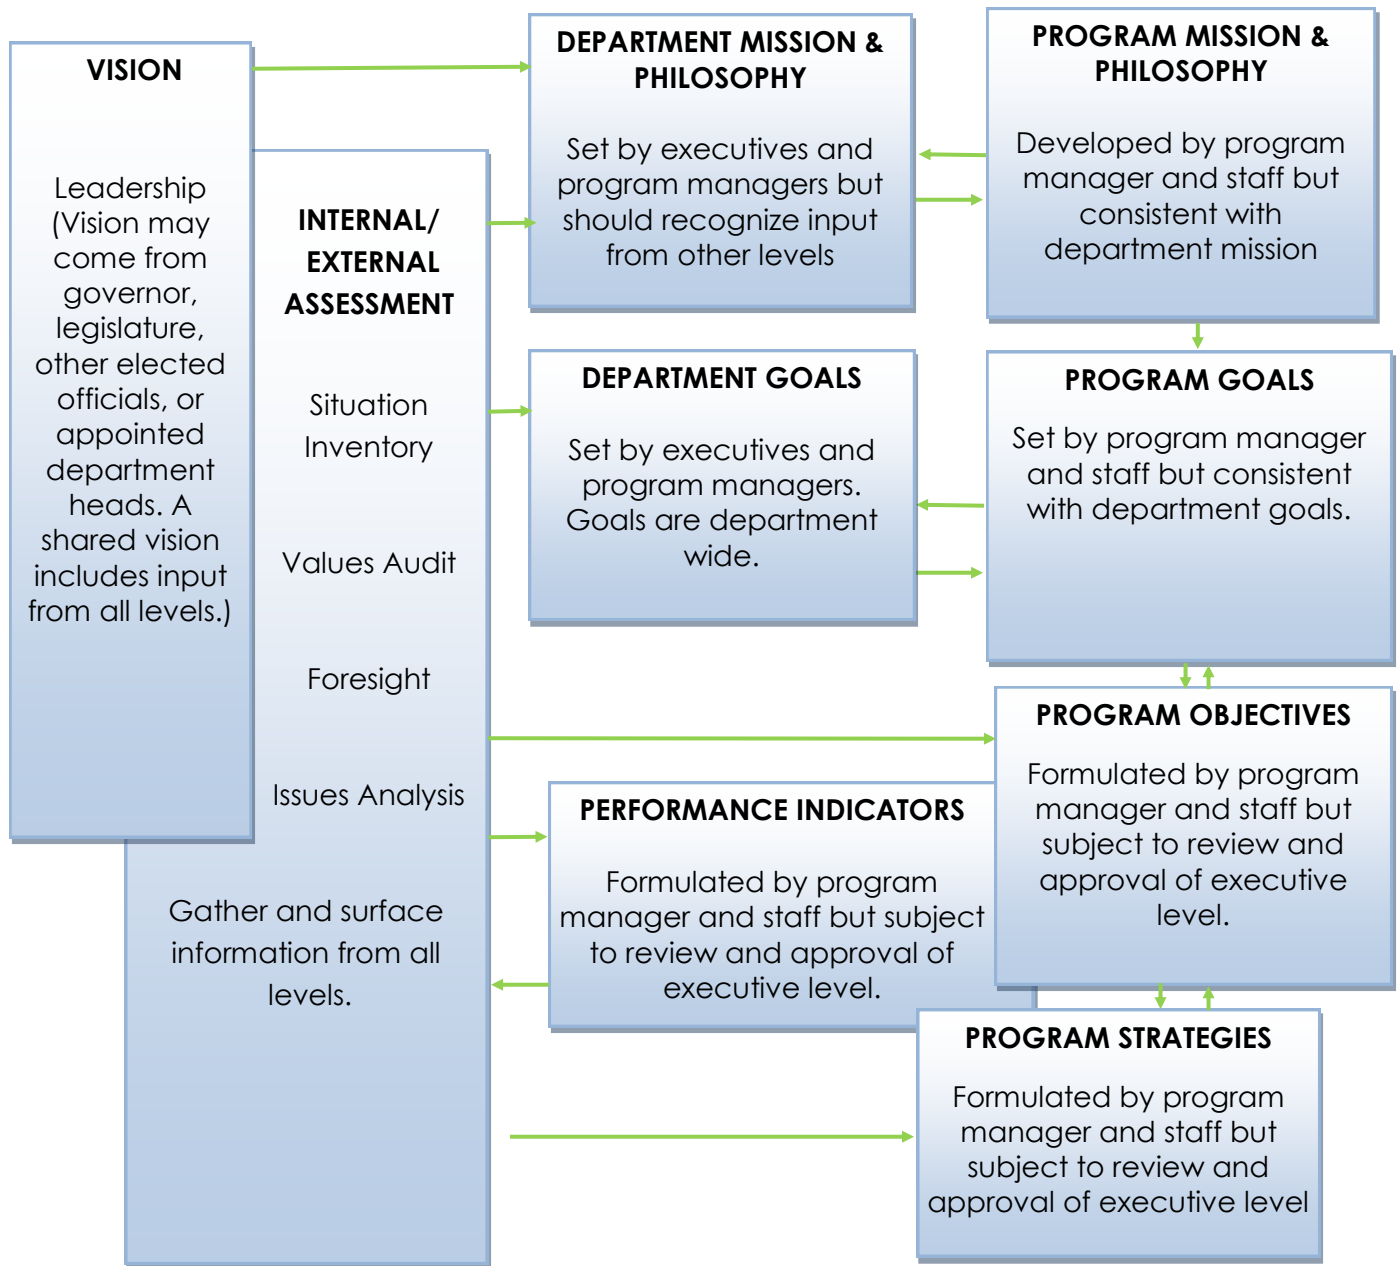 VISION
Leadership
(Vision may
come from
governor,
legislature,
other elected
officials, or
appointed
department
heads. A
shared vision
includes input
from all levels.)
INTERNAL/
EXTERNAL
ASSESSMENT
Situation
Inventory
Values Audit
Foresight
Issues Analysis
Gather and surface
information from all
levels.
DEPARTMENT MISSION &
PHILOSOPHY
Set by executives and
program managers but
should recognize input
from other levels
PROGRAM MISSION &
PHILOSOPHY
Developed by program
manager and staff but
consistent with
department mission
DEPARTMENT GOALS
Set by executives and
program managers.
Goals are department
wide.
PROGRAM GOALS
Set by program manager
and staff but consistent
with department goals.
PROGRAM OBJECTIVES
Formulated by program
manager and staff but
subject to review and
approval of executive
level.
PERFORMANCE INDICATORS
Formulated by program
manager and staff but subject
to review and approval of
executive level.
PROGRAM STRATEGIES
Formulated by program
manager and staff but
subject to review and
approval of executive level